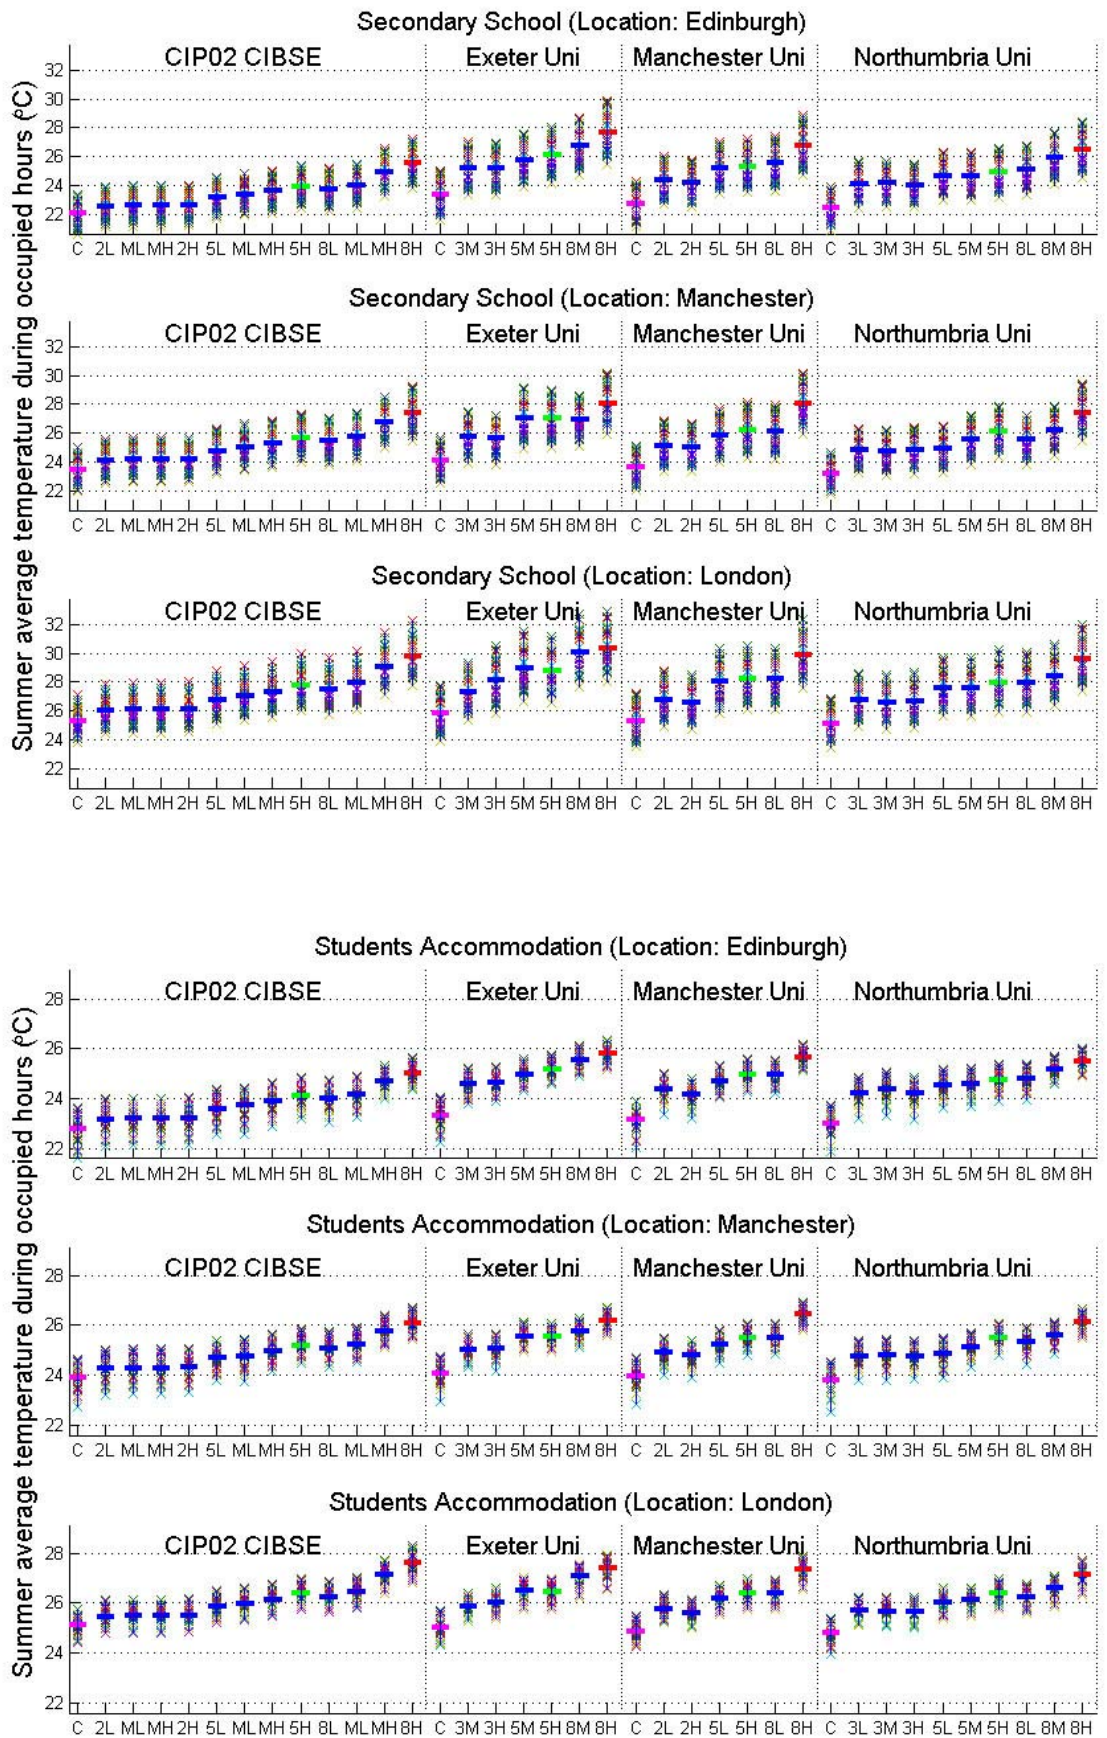 Secondary School (Location: Edinburgh)
CIP02 CIBSE Exeter Uni Manchester Uni Northumbria Uni
32
30
28
26
24
22
C 2L ML MH 2H 5L ML MH 5H 8L ML MH 8H C 3M 3H 5M 5H 8M 8H C 2L 2H 5L 5H 8L 8H C 3L 3M 3H 5L 5M 5H 8L 8M 8H
Secondary School (Location: Manchester)
CIP02 CIBSE Exeter Uni Manchester Uni Northumbria Uni
32
30
28
26
24
22
C 2L ML MH 2H 5L ML MH 5H 8L ML MH 8H C 3M 3H 5M 5H 8M 8H C 2L 2H 5L 5H 8L 8H C 3L 3M 3H 5L 5M 5H 8L 8M 8H
Secondary School (Location: London)
CIP02 CIBSE Exeter Uni Manchester Uni Northumbria Uni
32
30
28
26
24
22
C 2L ML MH 2H 5L ML MH 5H 8L ML MH 8H C 3M 3H 5M 5H 8M 8H C 2L 2H 5L 5H 8L 8H C 3L 3M 3H 5L 5M 5H 8L 8M 8H
Summer average temperature during occupied hours (ºC)
Students Accommodation (Location: Edinburgh)
CIP02 CIBSE Exeter Uni Manchester Uni Northumbria Uni
28
26
24
22
C 2L ML MH 2H 5L ML MH 5H 8L ML MH 8H C 3M 3H 5M 5H 8M 8H C 2L 2H 5L 5H 8L 8H C 3L 3M 3H 5L 5M 5H 8L 8M 8H
Students Accommodation (Location: Manchester)
CIP02 CIBSE Exeter Uni Manchester Uni Northumbria Uni
28
26
24
22
C 2L ML MH 2H 5L ML MH 5H 8L ML MH 8H C 3M 3H 5M 5H 8M 8H C 2L 2H 5L 5H 8L 8H C 3L 3M 3H 5L 5M 5H 8L 8M 8H
Students Accommodation (Location: London)
CIP02 CIBSE Exeter Uni Manchester Uni Northumbria Uni
28
26
24
22
C 2L ML MH 2H 5L ML MH 5H 8L ML MH 8H C 3M 3H 5M 5H 8M 8H C 2L 2H 5L 5H 8L 8H C 3L 3M 3H 5L 5M 5H 8L 8M 8H
Summer average temperature during occupied hours (ºC)